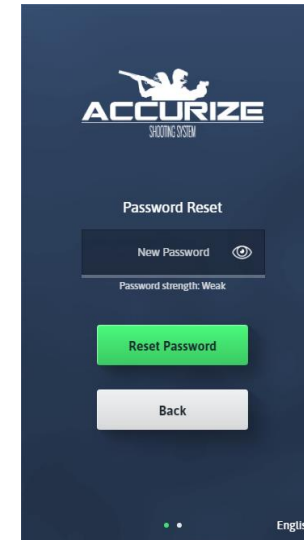 ACCURIZE
SHOOTING SYSTEM
Password Reset
New Password
Password strength: Weak
Reset Password
Back
Englis